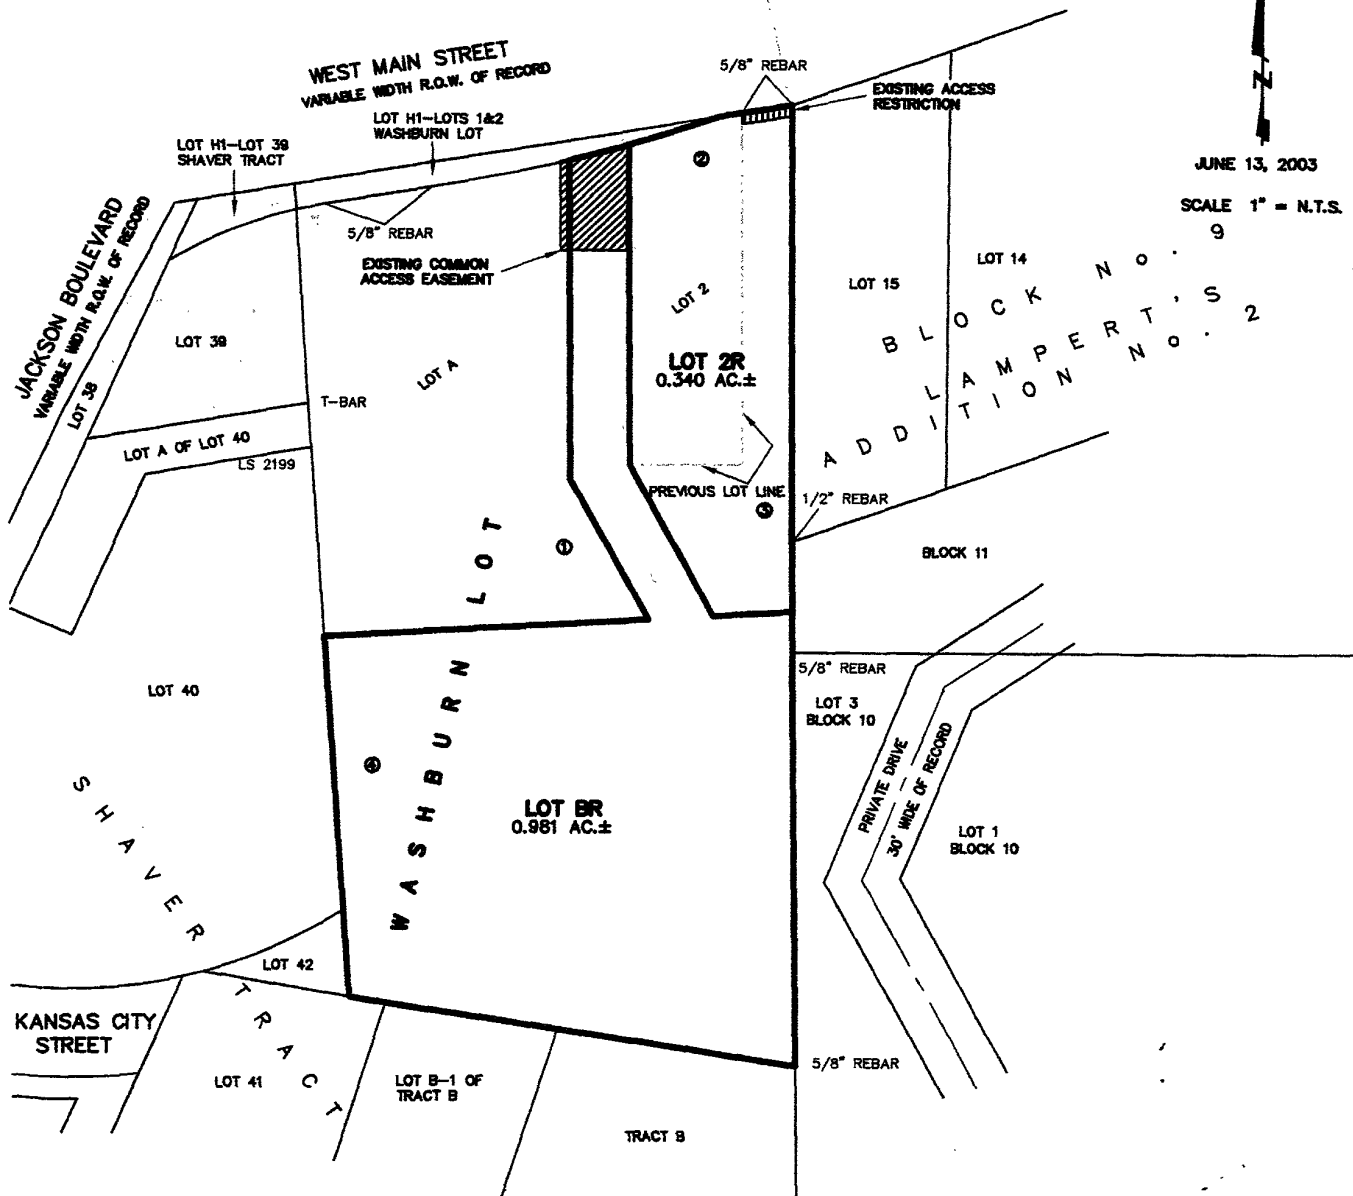 WEST MAIN STREET
VARIABLE WIDTH R.O.W. OF RECORD
5/8" REBAR
EXISTING ACCESS
RESTRICTION
N
JUNE 13, 2003
SCALE 1" = N.T.S.
LOT H1-LOT 39
SHAVER TRACT
LOT H1-LOTS 1&2
WASHBURN LOT
JACKSON BOULEVARD
VARIABLE WIDTH R.O.W. OF RECORD
5/8" REBAR
EXISTING COMMON
ACCESS EASEMENT
2
LOT 2
LOT 2R
0.340 AC.±
LOT 15
LOT 14
BLOCK No. 9
LAMPERT'S
ADDITION No. 2
LOT 39
LOT 38
LOT A
T-BAR
LOT A OF LOT 40
LS 2199
PREVIOUS LOT LINE
3
1/2" REBAR
BLOCK 11
1
WASHBURN LOT
5/8" REBAR
LOT 3
BLOCK 10
LOT 40
4
LOT BR
0.981 AC.±
PRIVATE DRIVE
30' WIDE OF RECORD
LOT 1
BLOCK 10
SHAVER TRACT
LOT 42
KANSAS CITY
STREET
LOT 41
LOT B-1 OF
TRACT B
TRACT B
5/8" REBAR